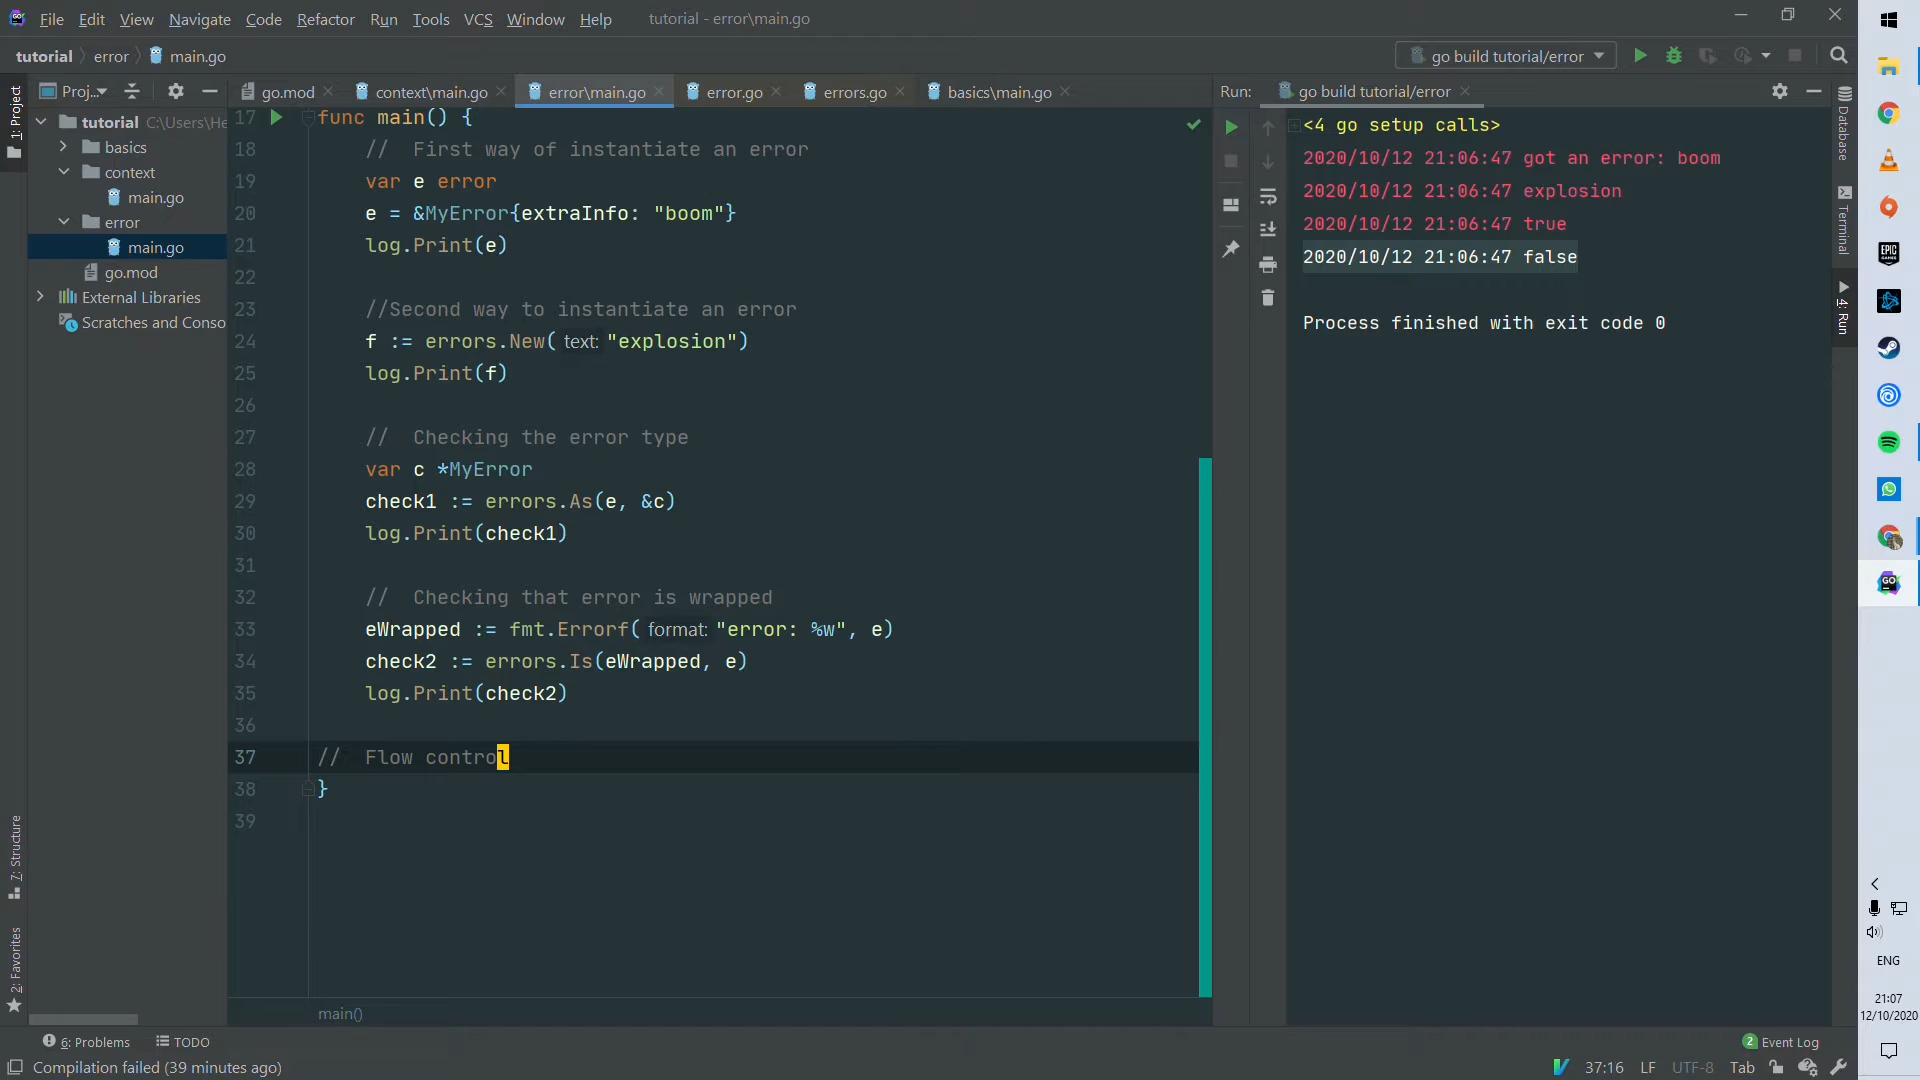 File Edit View Navigate Code Refactor Run Tools VCS Window Help tutorial - error\main.go
tutorial error main.go go build tutorial/error
1: Project
Proj...
go.mod context\main.go error\main.go error.go errors.go basics\main.go
Run: go build tutorial/error
tutorial C:\Users\He
basics
context
main.go
error
main.go
go.mod
External Libraries
Scratches and Conso
17 func main() {
18 // First way of instantiate an error
19 var e error
20 e = &MyError{extraInfo: "boom"}
21 log.Print(e)
22
23 //Second way to instantiate an error
24 f := errors.New( text: "explosion")
25 log.Print(f)
26
27 // Checking the error type
28 var c *MyError
29 check1 := errors.As(e, &c)
30 log.Print(check1)
31
32 // Checking that error is wrapped
33 eWrapped := fmt.Errorf( format: "error: %w", e)
34 check2 := errors.Is(eWrapped, e)
35 log.Print(check2)
36
37 // Flow control
38 }
39
main()
<4 go setup calls>
2020/10/12 21:06:47 got an error: boom
2020/10/12 21:06:47 explosion
2020/10/12 21:06:47 true
2020/10/12 21:06:47 false
Process finished with exit code 0
Database
Terminal
4: Run
7: Structure
2: Favorites
EPIC
GAMES
GO
ENG
21:07
12/10/2020
6: Problems TODO 2 Event Log
Compilation failed (39 minutes ago) 37:16 LF UTF-8 Tab